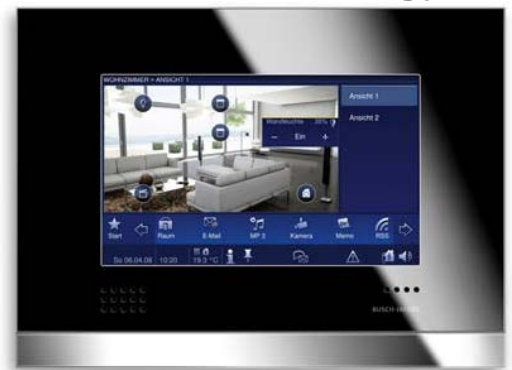 WOHNZIMMER • ANSICHT 1
Ansicht 1
Wandleuchte 35%
Ansicht 2
– Ein +
Start Raum E-Mail MP 3 Kamera Memo RSS
So 06.04.08 10:20 19.3 °C
BUSCH-JAEGER